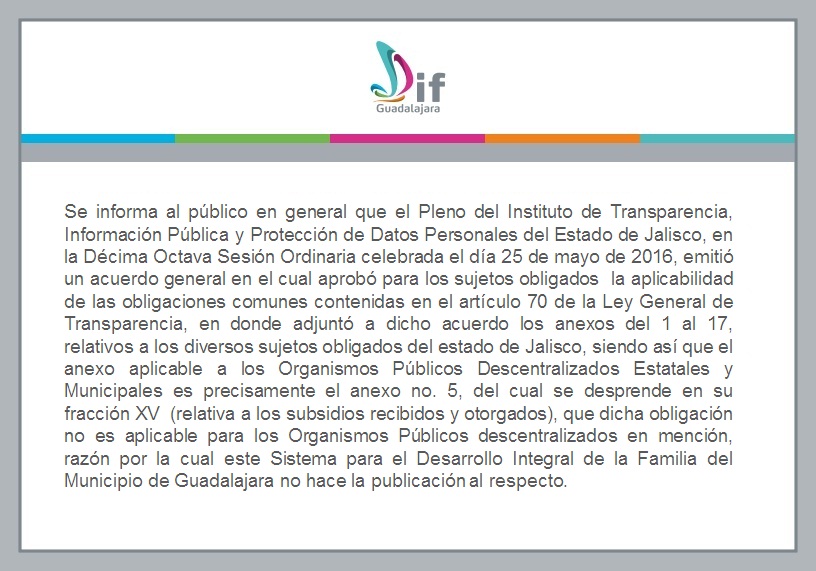 Dif
Guadalajara
Se informa al público en general que el Pleno del Instituto de Transparencia,
Información Pública y Protección de Datos Personales del Estado de Jalisco, en
la Décima Octava Sesión Ordinaria celebrada el día 25 de mayo de 2016, emitió
un acuerdo general en el cual aprobó para los sujetos obligados la aplicabilidad
de las obligaciones comunes contenidas en el artículo 70 de la Ley General de
Transparencia, en donde adjuntó a dicho acuerdo los anexos del 1 al 17,
relativos a los diversos sujetos obligados del estado de Jalisco, siendo así que el
anexo aplicable a los Organismos Públicos Descentralizados Estatales y
Municipales es precisamente el anexo no. 5, del cual se desprende en su
fracción XV (relativa a los subsidios recibidos y otorgados), que dicha obligación
no es aplicable para los Organismos Públicos descentralizados en mención,
razón por la cual este Sistema para el Desarrollo Integral de la Familia del
Municipio de Guadalajara no hace la publicación al respecto.